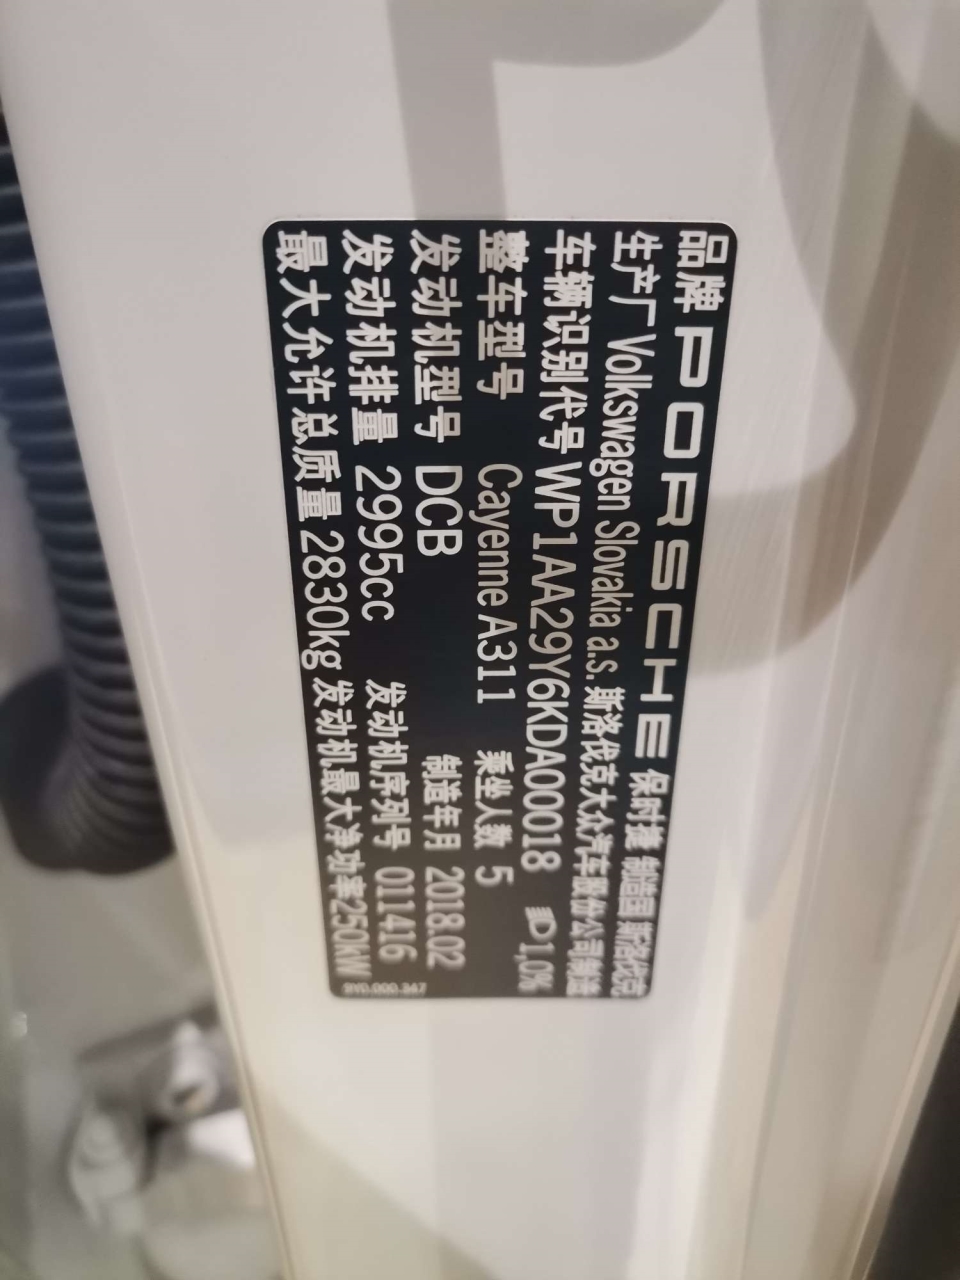 品牌 PORSCHE 保时捷 制造国 斯洛伐克
生产厂 Volkswagen Slovakia a.s. 斯洛伐克大众汽车股份公司制造
车辆识别代号 WP1AA29Y6KDA00018 1,0%
整车型号 Cayenne A311 乘坐人数 5
发动机型号 DCB 制造年月 2018.02
发动机排量 2995cc 发动机序列号 011416
最大允许总质量 2830kg 发动机最大净功率250kW
9Y0.000.347